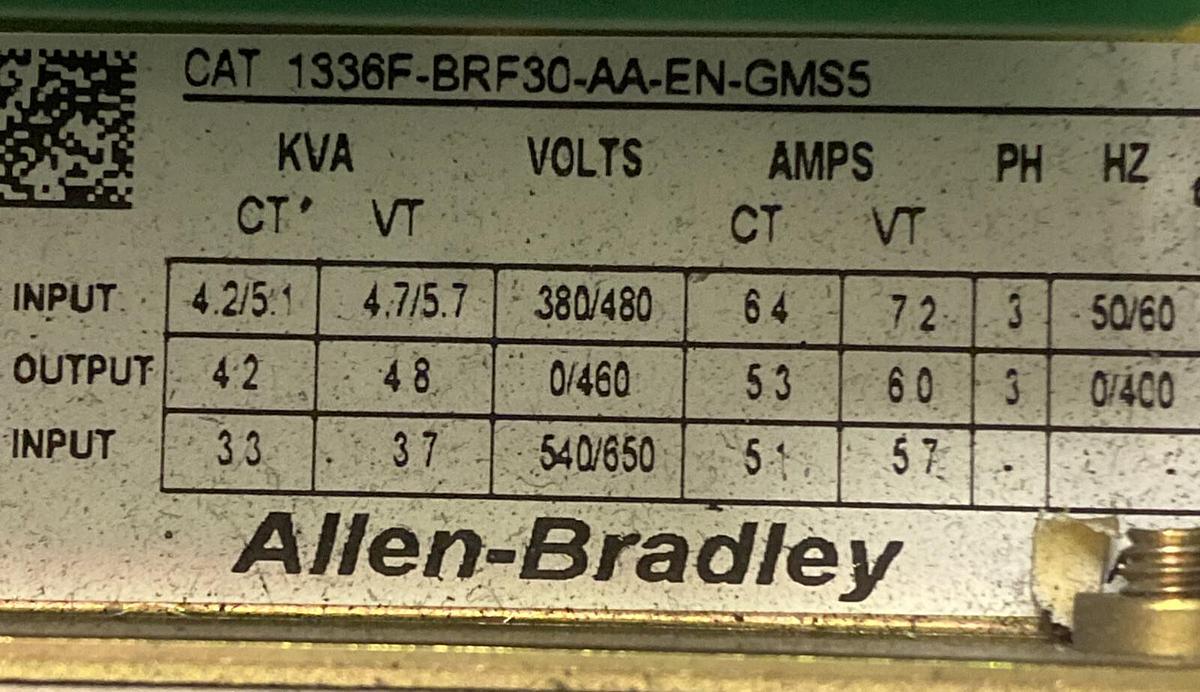 CAT 1336F-BRF30-AA-EN-GMS5
KVA VOLTS AMPS PH HZ
CT VT CT VT
INPUT 4.2/5.1 4.7/5.7 380/480 6.4 7.2 3 50/60
OUTPUT 4.2 4.8 0/460 5.3 6.0 3 0/400
INPUT 3.3 3.7 540/650 5.1 5.7
Allen-Bradley